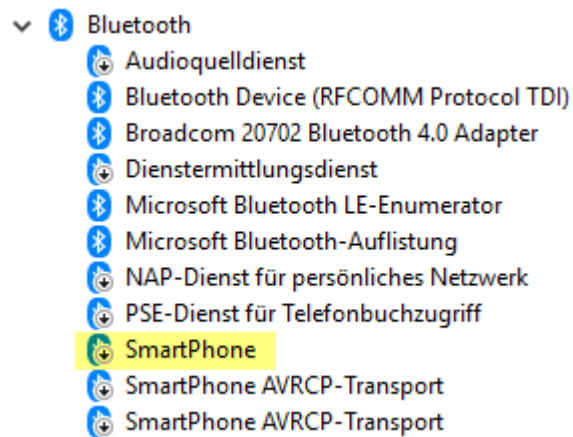 Bluetooth
Audioquelldienst
Bluetooth Device (RFCOMM Protocol TDI)
Broadcom 20702 Bluetooth 4.0 Adapter
Dienstermittlungsdienst
Microsoft Bluetooth LE-Enumerator
Microsoft Bluetooth-Auflistung
NAP-Dienst für persönliches Netzwerk
PSE-Dienst für Telefonbuchzugriff
SmartPhone
SmartPhone AVRCP-Transport
SmartPhone AVRCP-Transport